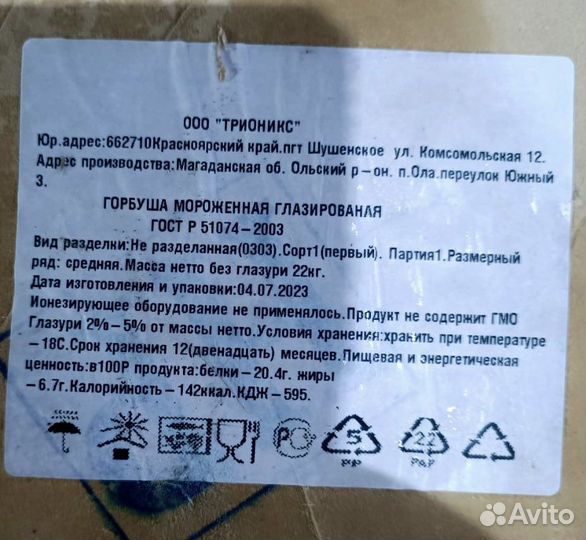 ООО "ТРИОНИКС"
Юр.адрес:662710Красноярский край.пгт Шушенское ул. Комсомольская 12.
Адрес производства:Магаданская об. Ольский р-он. п.Ола.переулок Южный
3.
ГОРБУША МОРОЖЕННАЯ ГЛАЗИРОВАНАЯ
ГОСТ Р 51074-2003
Вид разделки:Не разделанная(0303).Сорт1(первый). Партия1.Размерный
ряд: средняя.Масса нетто без глазури 22кг.
Дата изготовления и упаковки:04.07.2023
Ионезирующее оборудование не применялось.Продукт не содержит ГМО
Глазури 2%-5% от массы нетто.Условия хранения:хранить при температуре
-18С.Срок хранения 12(двенадцать) месяцев.Пищевая и энергетическая
ценность:в100Р продукта:белки-20.4г. жиры
-6.7г.Калорийность-142ккал.КДЖ-595.
5
PP
22
PAP
Avito